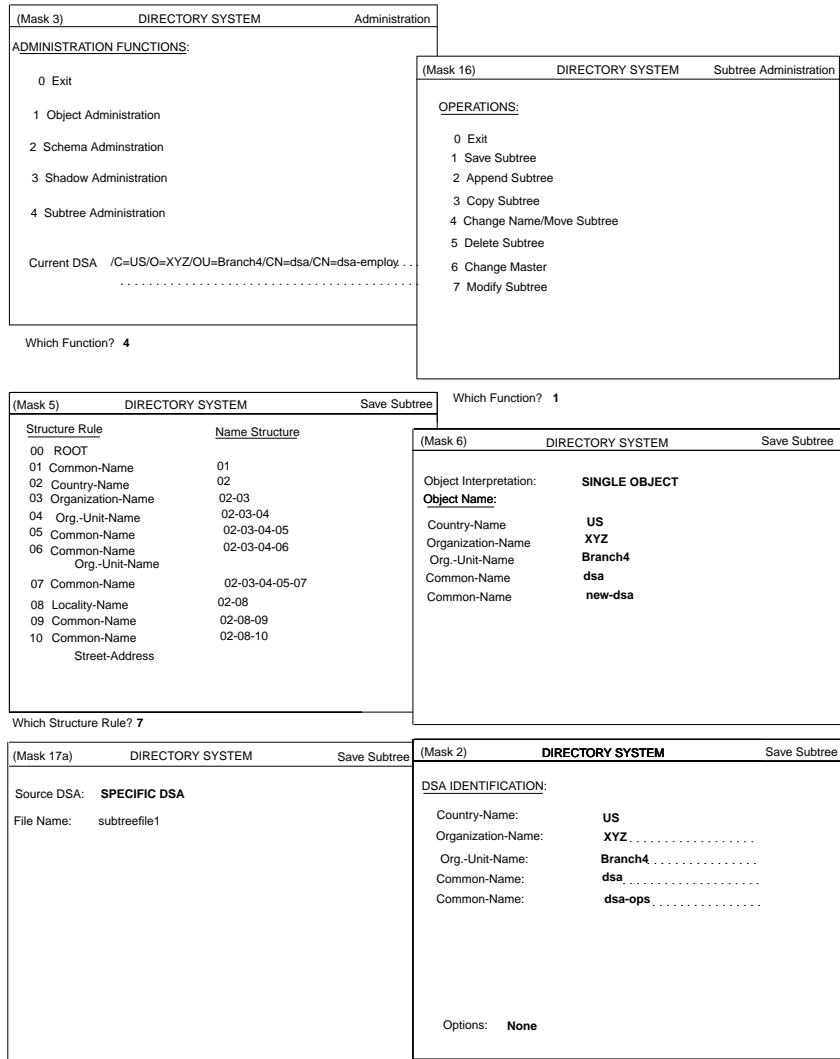 (Mask 3) DIRECTORY SYSTEM Administration
ADMINISTRATION FUNCTIONS:
0 Exit
1 Object Administration
2 Schema Adminstration
3 Shadow Administration
4 Subtree Administration
Current DSA /C=US/O=XYZ/OU=Branch4/CN=dsa/CN=dsa-employ. . . .
. . . . . . . . . . . . . . . . . . . . . . . . . . . . . . . . . . . . . . . . . .
Which Function? 4
(Mask 16) DIRECTORY SYSTEM Subtree Administration
OPERATIONS:
0 Exit
1 Save Subtree
2 Append Subtree
3 Copy Subtree
4 Change Name/Move Subtree
5 Delete Subtree
6 Change Master
7 Modify Subtree
Which Function? 1
(Mask 5) DIRECTORY SYSTEM Save Subtree
Structure Rule Name Structure
00 ROOT
01 Common-Name 01
02 Country-Name 02
03 Organization-Name 02-03
04 Org.-Unit-Name 02-03-04
05 Common-Name 02-03-04-05
06 Common-Name 02-03-04-06
Org.-Unit-Name
07 Common-Name 02-03-04-05-07
08 Locality-Name 02-08
09 Common-Name 02-08-09
10 Common-Name 02-08-10
Street-Address
Which Structure Rule? 7
(Mask 6) DIRECTORY SYSTEM Save Subtree
Object Interpretation: SINGLE OBJECT
Object Name:
Country-Name US
Organization-Name XYZ
Org.-Unit-Name Branch4
Common-Name dsa
Common-Name new-dsa
(Mask 17a) DIRECTORY SYSTEM Save Subtree
Source DSA: SPECIFIC DSA
File Name: subtreefile1
(Mask 2) DIRECTORY SYSTEM Save Subtree
DSA IDENTIFICATION:
Country-Name: US
Organization-Name: XYZ . . . . . . . . . . . . . . . . . .
Org.-Unit-Name: Branch4 . . . . . . . . . . . . . . . .
Common-Name: dsa . . . . . . . . . . . . . . . . . . . .
Common-Name: dsa-ops . . . . . . . . . . . . . . . .
Options: None